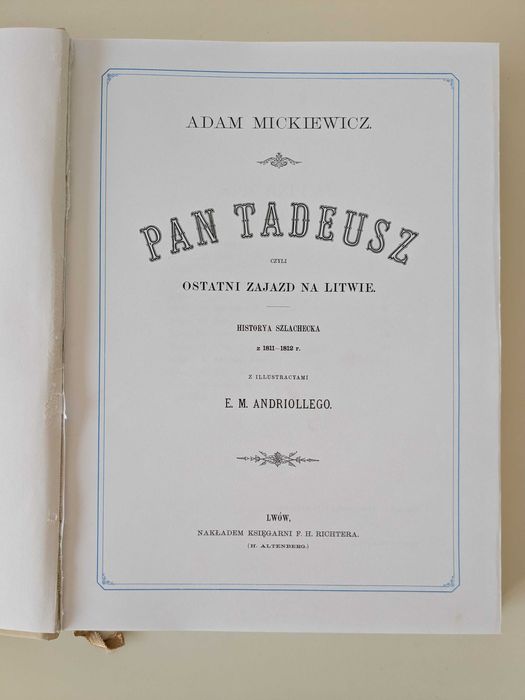 ADAM MICKIEWICZ.
PAN TADEUSZ
CZYLI
OSTATNI ZAJAZD NA LITWIE.
HISTORYA SZLACHECKA
z 1811–1812 r.
Z ILLUSTRACYAMI
E. M. ANDRIOLLEGO.
LWÓW,
NAKŁADEM KSIĘGARNI F. H. RICHTERA.
(H. ALTENBERG.)